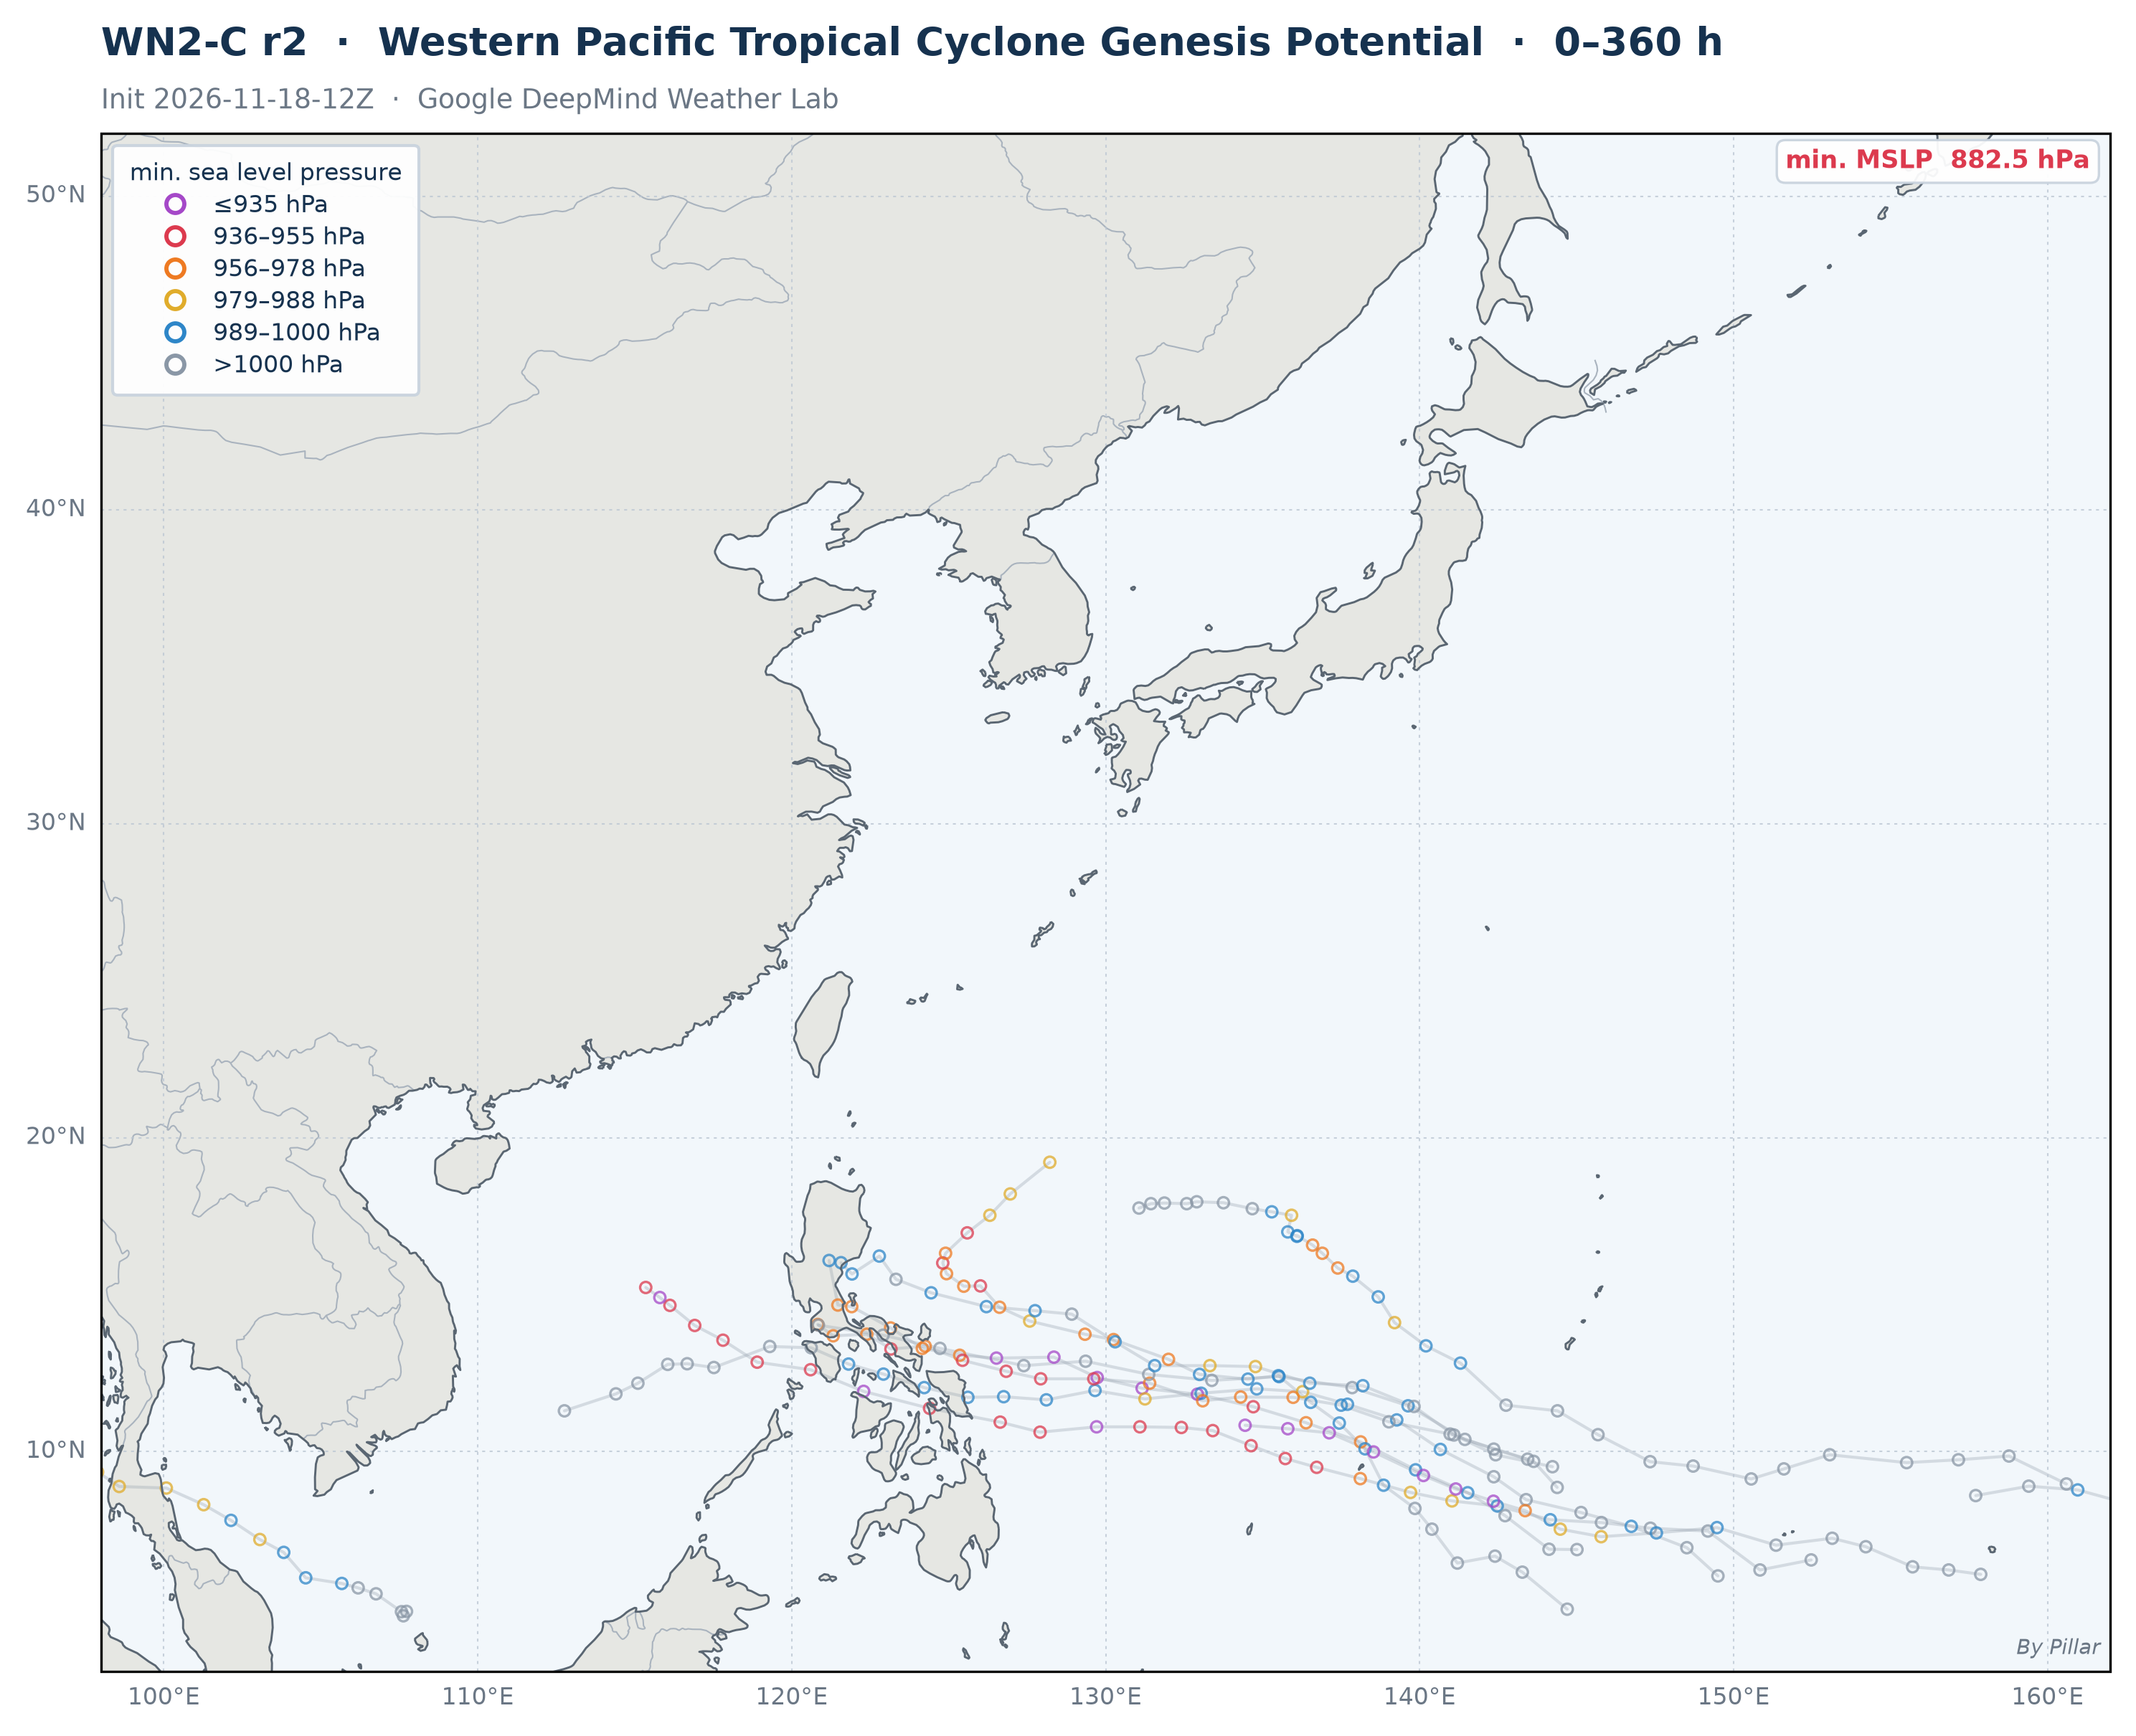 WN2-C r2 · Western Pacific Tropical Cyclone Genesis Potential · 0–360 h
Init 2026-11-18-12Z · Google DeepMind Weather Lab
min. sea level pressure
≤935 hPa
936–955 hPa
956–978 hPa
979–988 hPa
989–1000 hPa
>1000 hPa
min. MSLP 882.5 hPa
50°N
40°N
30°N
20°N
10°N
By Pillar
100°E 110°E 120°E 130°E 140°E 150°E 160°E